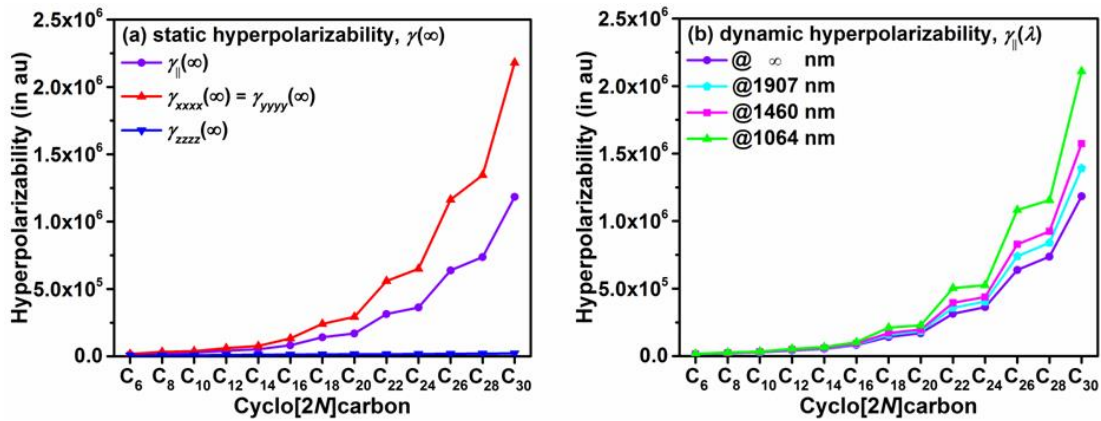 (a) static hyperpolarizability, γ(∞)
γ||(∞)
γxxxx(∞) = γyyyy(∞)
γzzzz(∞)
Hyperpolarizability (in au)
2.5x10⁶
2.0x10⁶
1.5x10⁶
1.0x10⁶
5.0x10⁵
0.0
C₆ C₈ C₁₀ C₁₂ C₁₄ C₁₆ C₁₈ C₂₀ C₂₂ C₂₄ C₂₆ C₂₈ C₃₀
Cyclo[2N]carbon
(b) dynamic hyperpolarizability, γ||(λ)
@ ∞ nm
@1907 nm
@1460 nm
@1064 nm
Hyperpolarizability (in au)
2.5x10⁶
2.0x10⁶
1.5x10⁶
1.0x10⁶
5.0x10⁵
0.0
C₆ C₈ C₁₀ C₁₂ C₁₄ C₁₆ C₁₈ C₂₀ C₂₂ C₂₄ C₂₆ C₂₈ C₃₀
Cyclo[2N]carbon